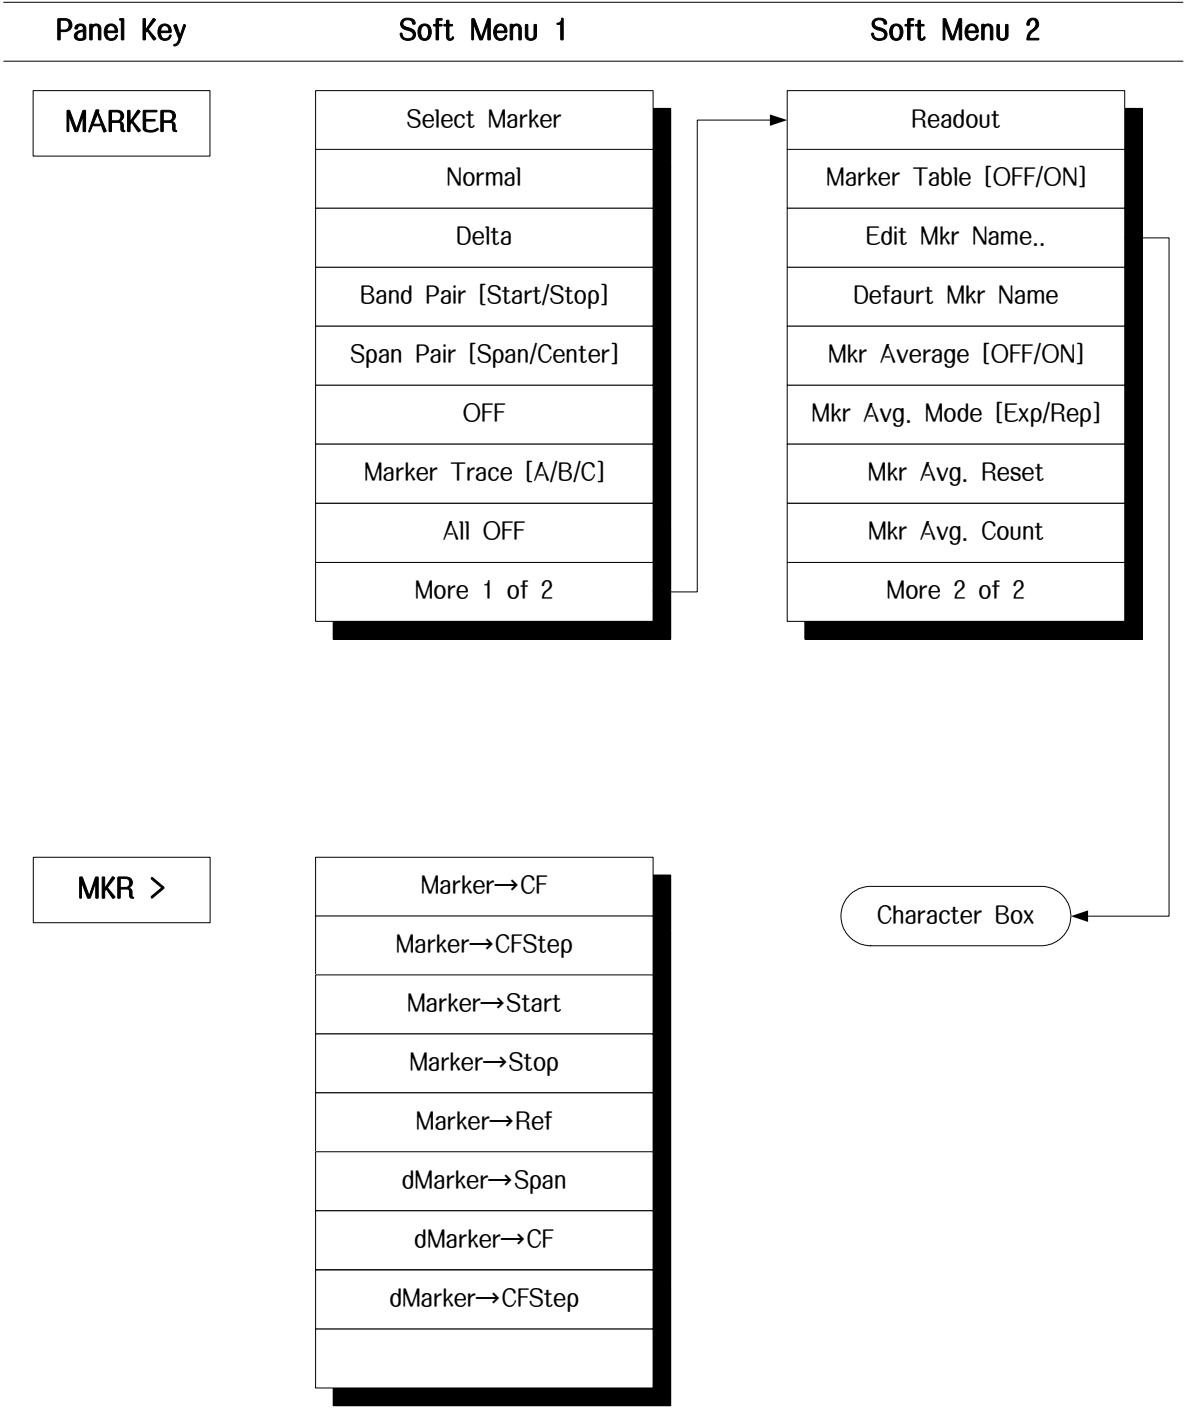 Panel Key
Soft Menu 1
Soft Menu 2
MARKER
Select Marker
Normal
Delta
Band Pair [Start/Stop]
Span Pair [Span/Center]
OFF
Marker Trace [A/B/C]
All OFF
More 1 of 2
Readout
Marker Table [OFF/ON]
Edit Mkr Name..
Defaurt Mkr Name
Mkr Average [OFF/ON]
Mkr Avg. Mode [Exp/Rep]
Mkr Avg. Reset
Mkr Avg. Count
More 2 of 2
MKR >
Marker→CF
Marker→CFStep
Marker→Start
Marker→Stop
Marker→Ref
dMarker→Span
dMarker→CF
dMarker→CFStep
Character Box